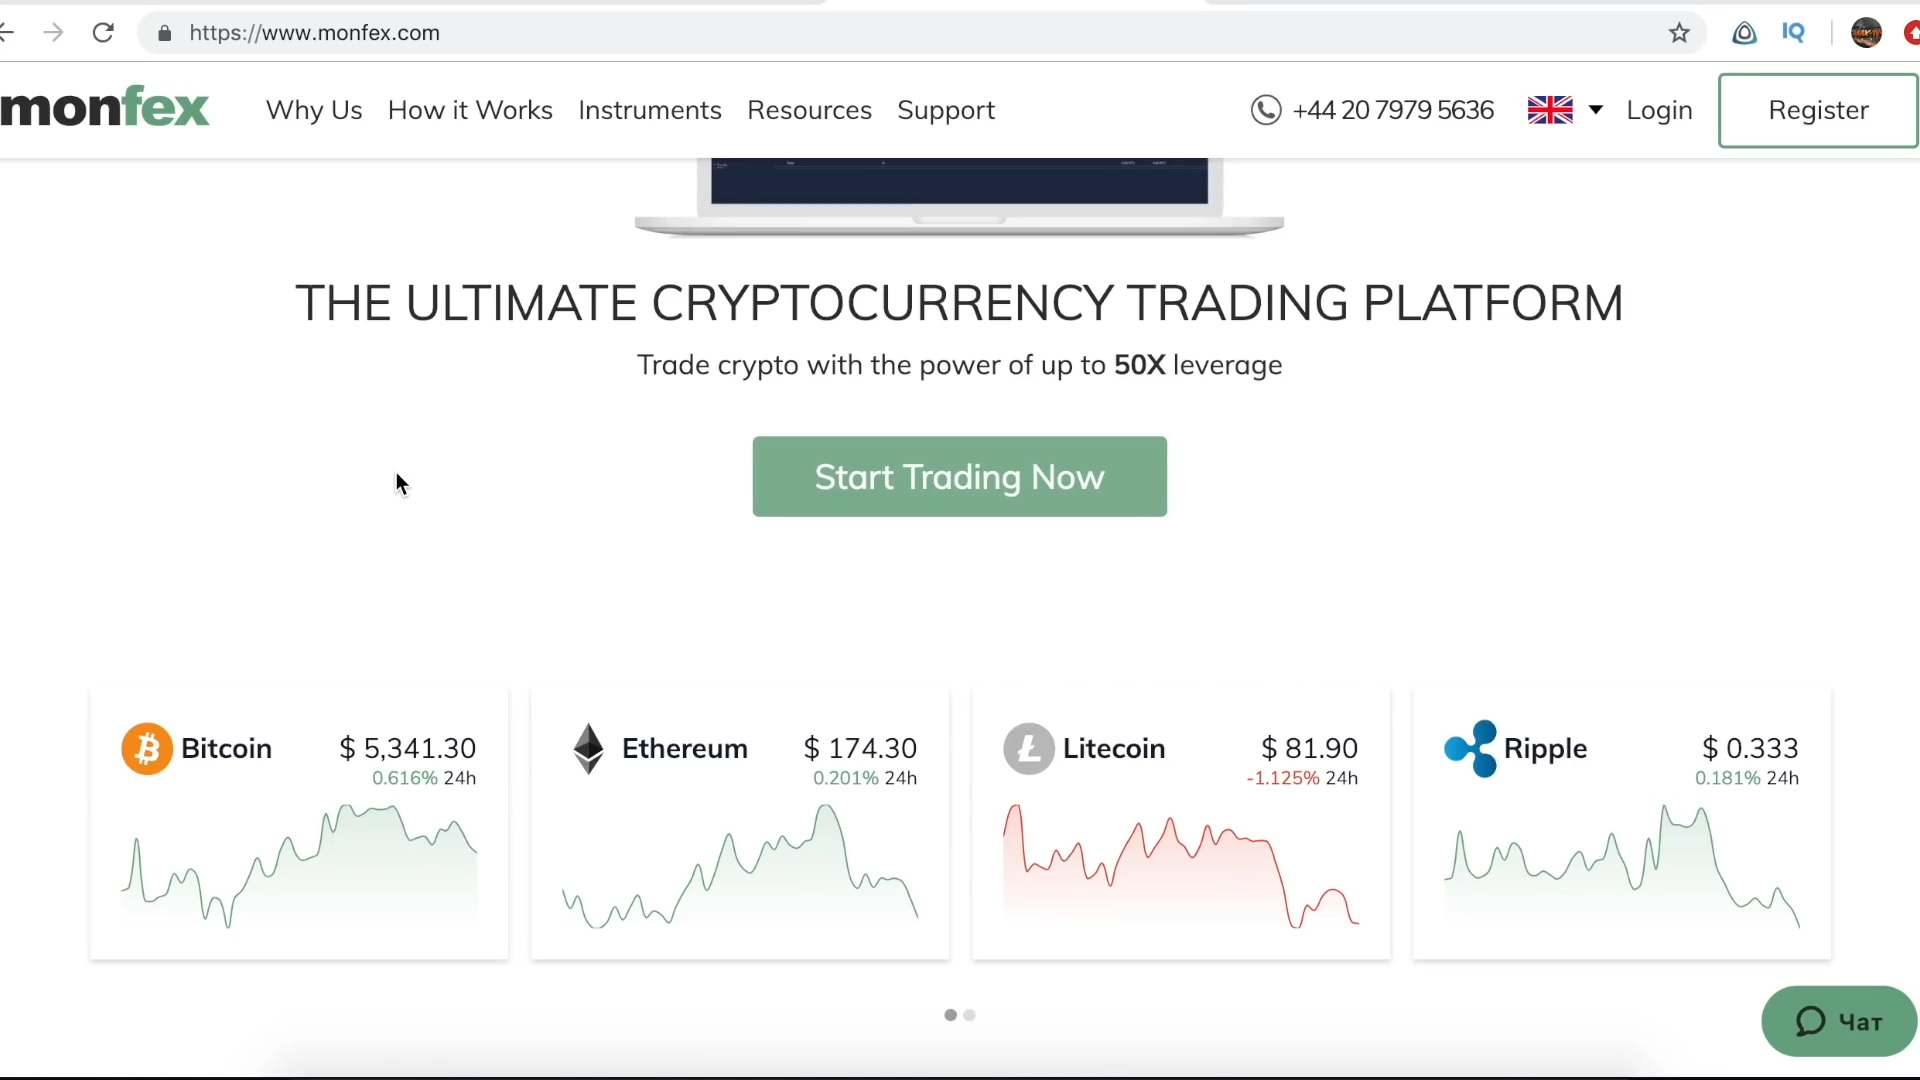 https://www.monfex.com
IQ
monfex
Why Us
How it Works
Instruments
Resources
Support
+44 20 7979 5636
Login
Register
THE ULTIMATE CRYPTOCURRENCY TRADING PLATFORM
Trade crypto with the power of up to 50X leverage
Start Trading Now
Bitcoin
$ 5,341.30
0.616% 24h
Ethereum
$ 174.30
0.201% 24h
Litecoin
$ 81.90
-1.125% 24h
Ripple
$ 0.333
0.181% 24h
Чат